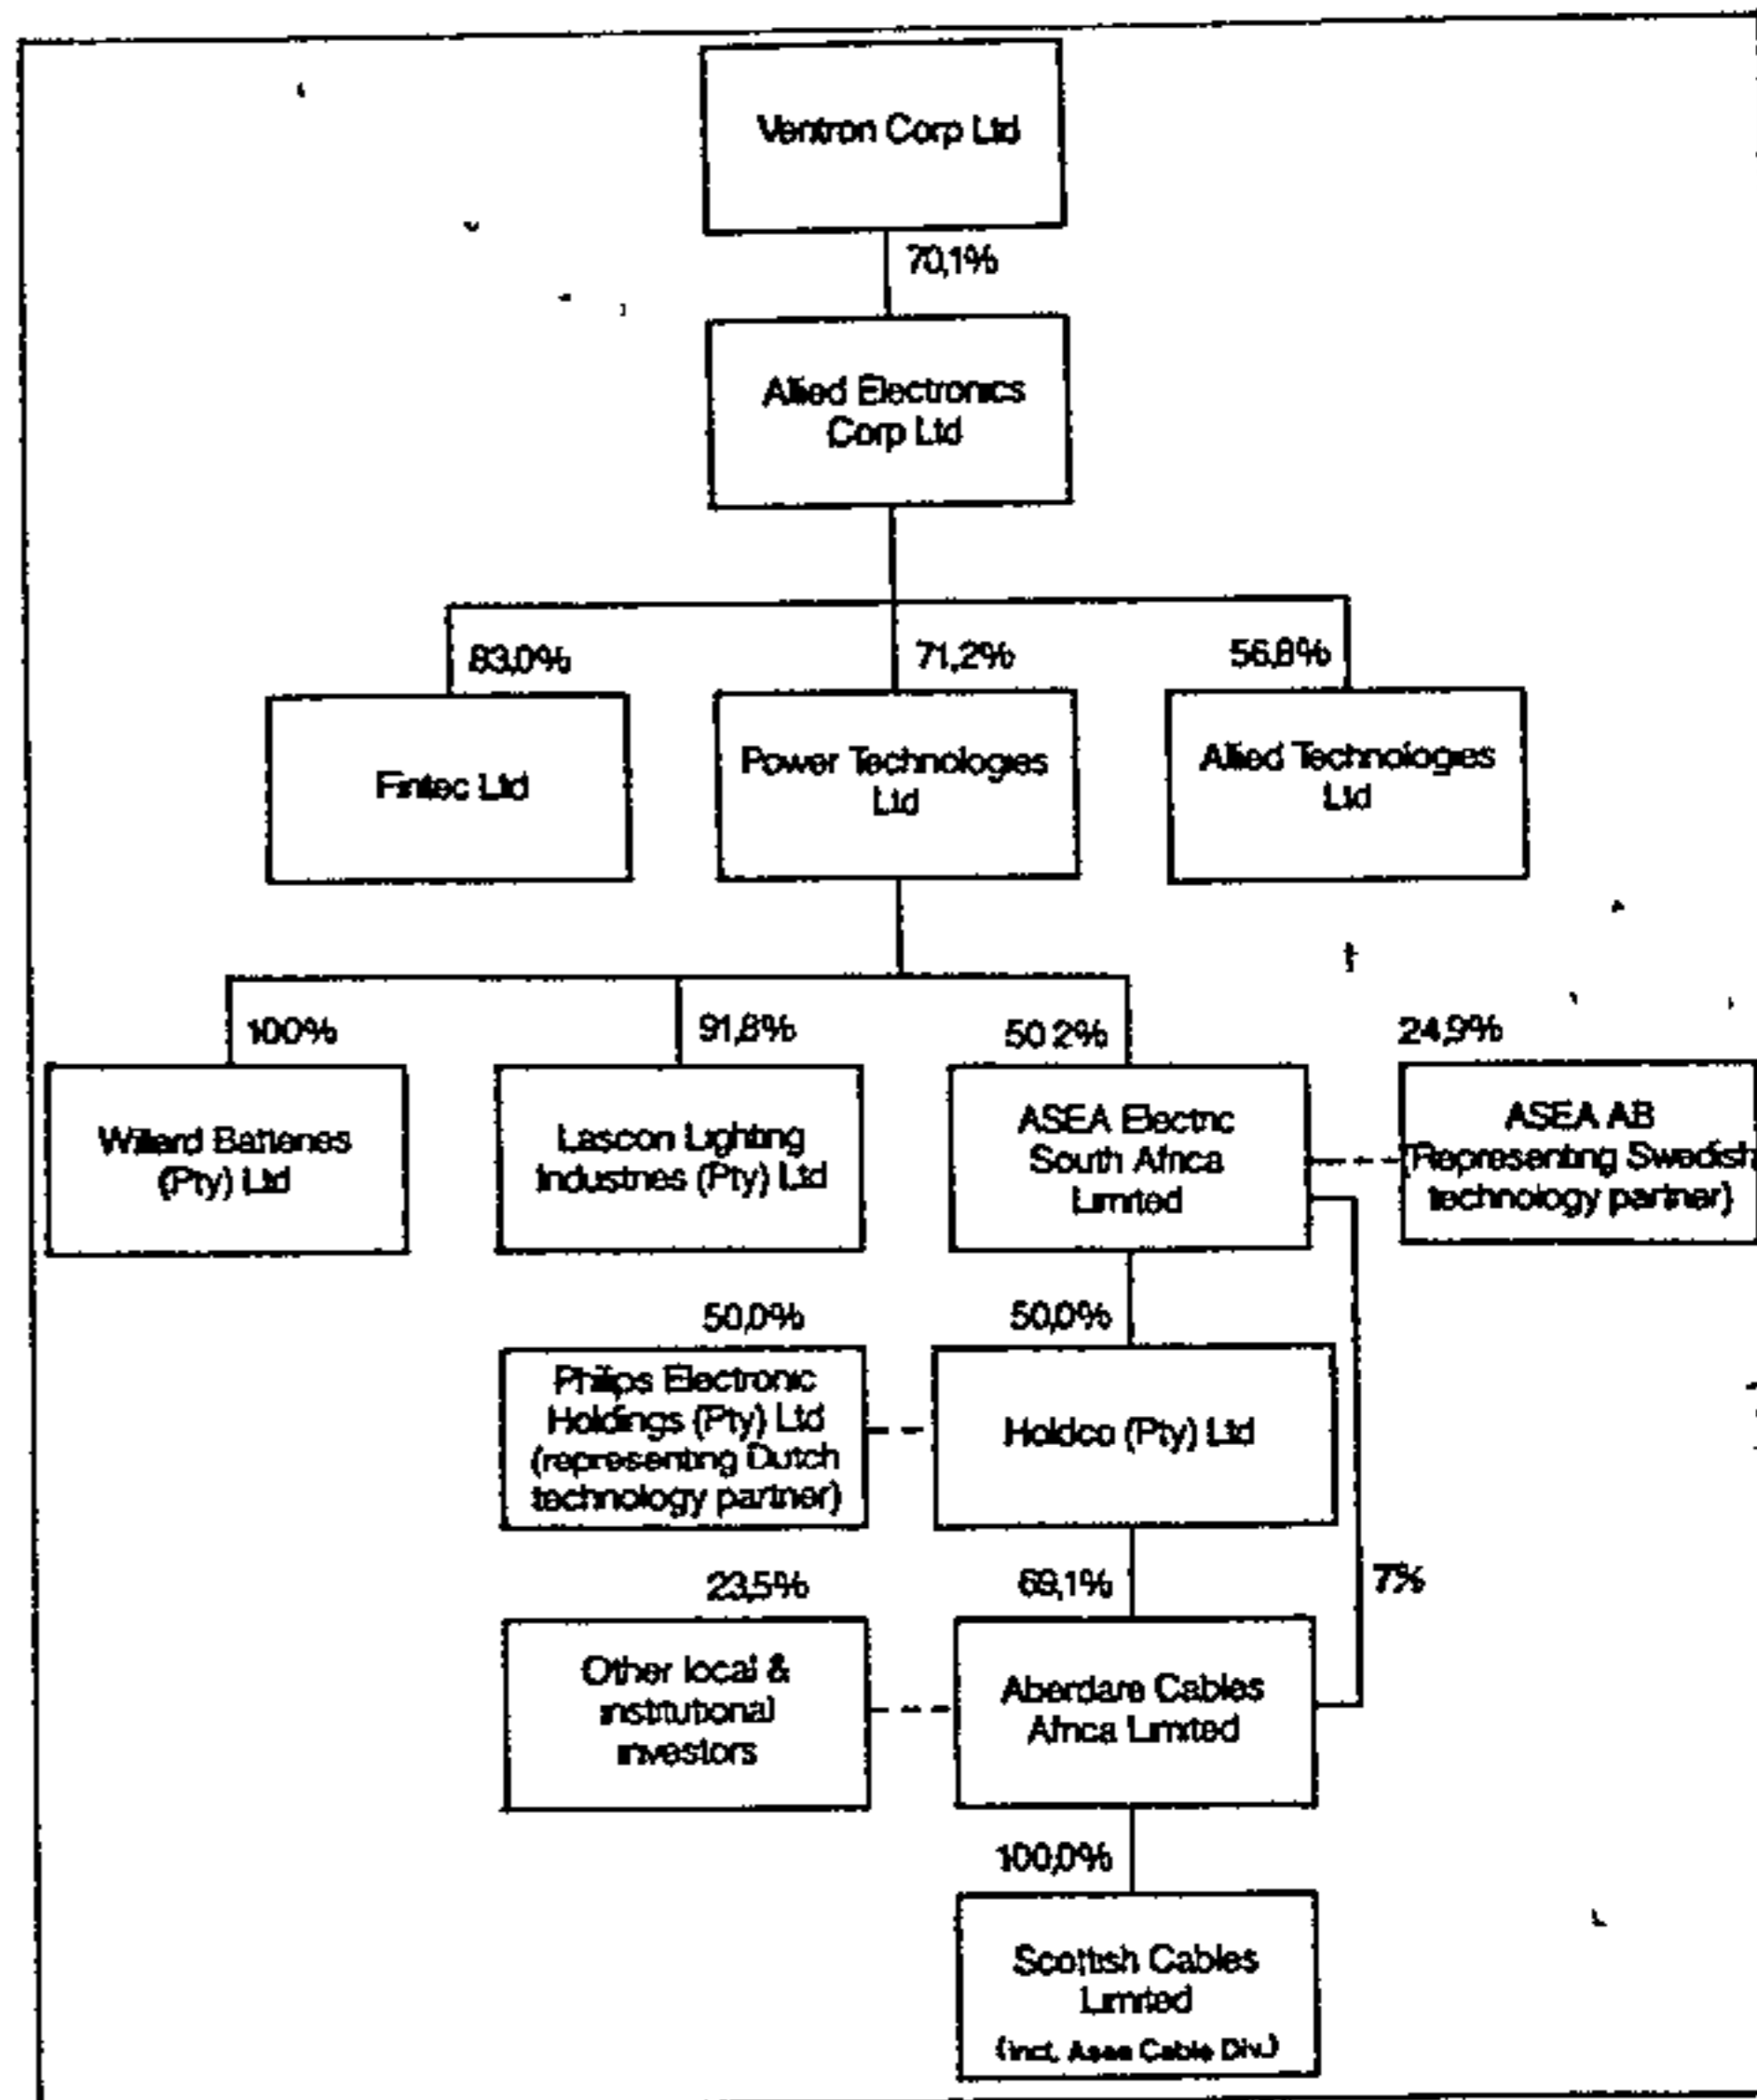 Ventron Corp Ltd
70,1%
Allied Electronics
Corp Ltd
83,0%
71,2%
56,8%
Fintec Ltd
Power Technologies
Ltd
Allied Technologies
Ltd
100%
91,8%
50,2%
24,9%
Willard Batteries
(Pty) Ltd
Lascon Lighting
Industries (Pty) Ltd
ASEA Electric
South Africa
Limited
ASEA AB
(Representing Swedish
technology partner)
50,0%
50,0%
Philips Electronic
Holdings (Pty) Ltd
(representing Dutch
technology partner)
Holdco (Pty) Ltd
23,5%
69,1%
7%
Other local &
institutional
investors
Aberdare Cables
Africa Limited
100,0%
Scottish Cables
Limited
(incl. Asea Cable Div.)